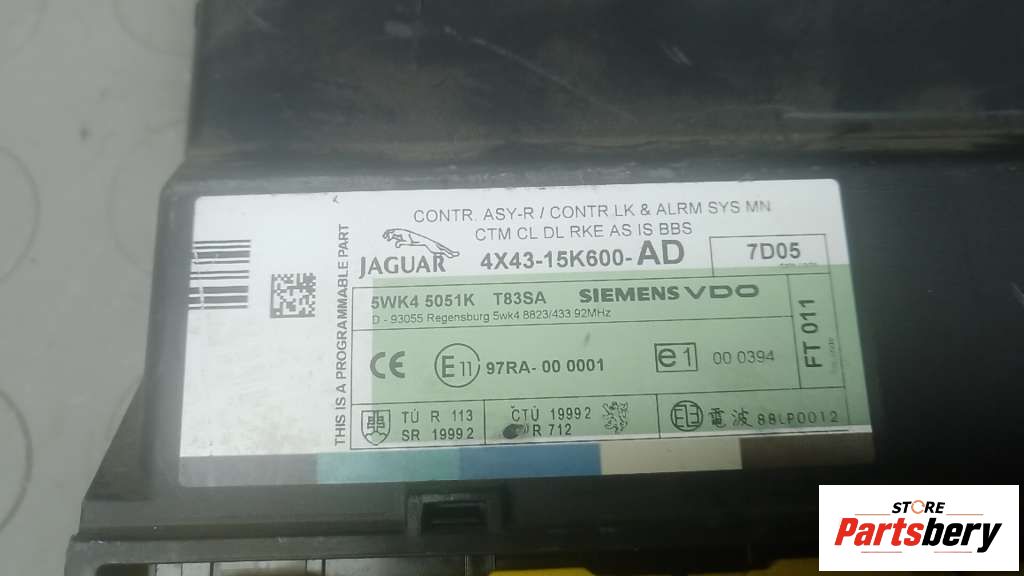 CONTR. ASY-R / CONTR LK & ALRM SYS MN
CTM CL DL RKE AS IS BBS
JAGUAR 4X43-15K600-AD 7D05
THIS IS A PROGRAMMABLE PART
5WK4 5051K T83SA SIEMENS VDO
D - 93055 Regensburg 5wk4 8823/433 92MHz
FT 011
CE E11 97RA- 00 0001 e1 00 0394
TÜ R 113
SR 1999 2
ČTÚ 1999 2
R 712
電波 88LP0012
STORE
Partsbery